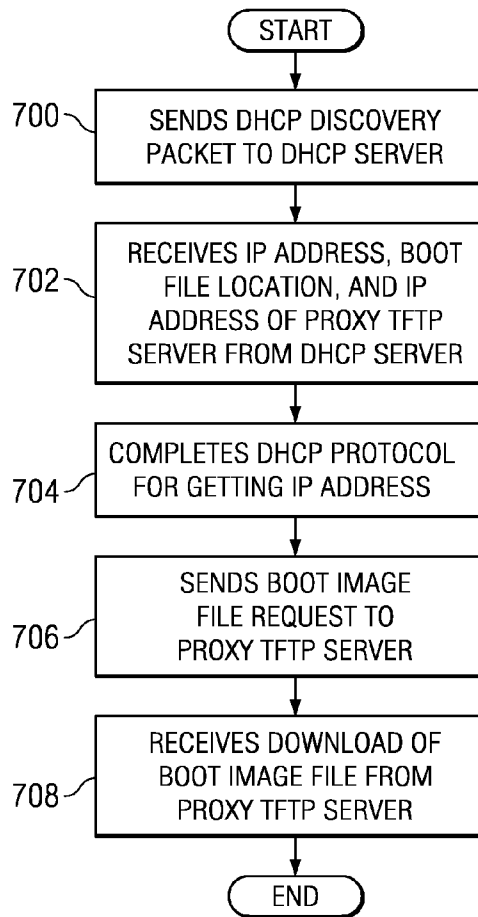 START
700
SENDS DHCP DISCOVERY
PACKET TO DHCP SERVER
702
RECEIVES IP ADDRESS, BOOT
FILE LOCATION, AND IP
ADDRESS OF PROXY TFTP
SERVER FROM DHCP SERVER
704
COMPLETES DHCP PROTOCOL
FOR GETTING IP ADDRESS
706
SENDS BOOT IMAGE
FILE REQUEST TO
PROXY TFTP SERVER
708
RECEIVES DOWNLOAD OF
BOOT IMAGE FILE FROM
PROXY TFTP SERVER
END